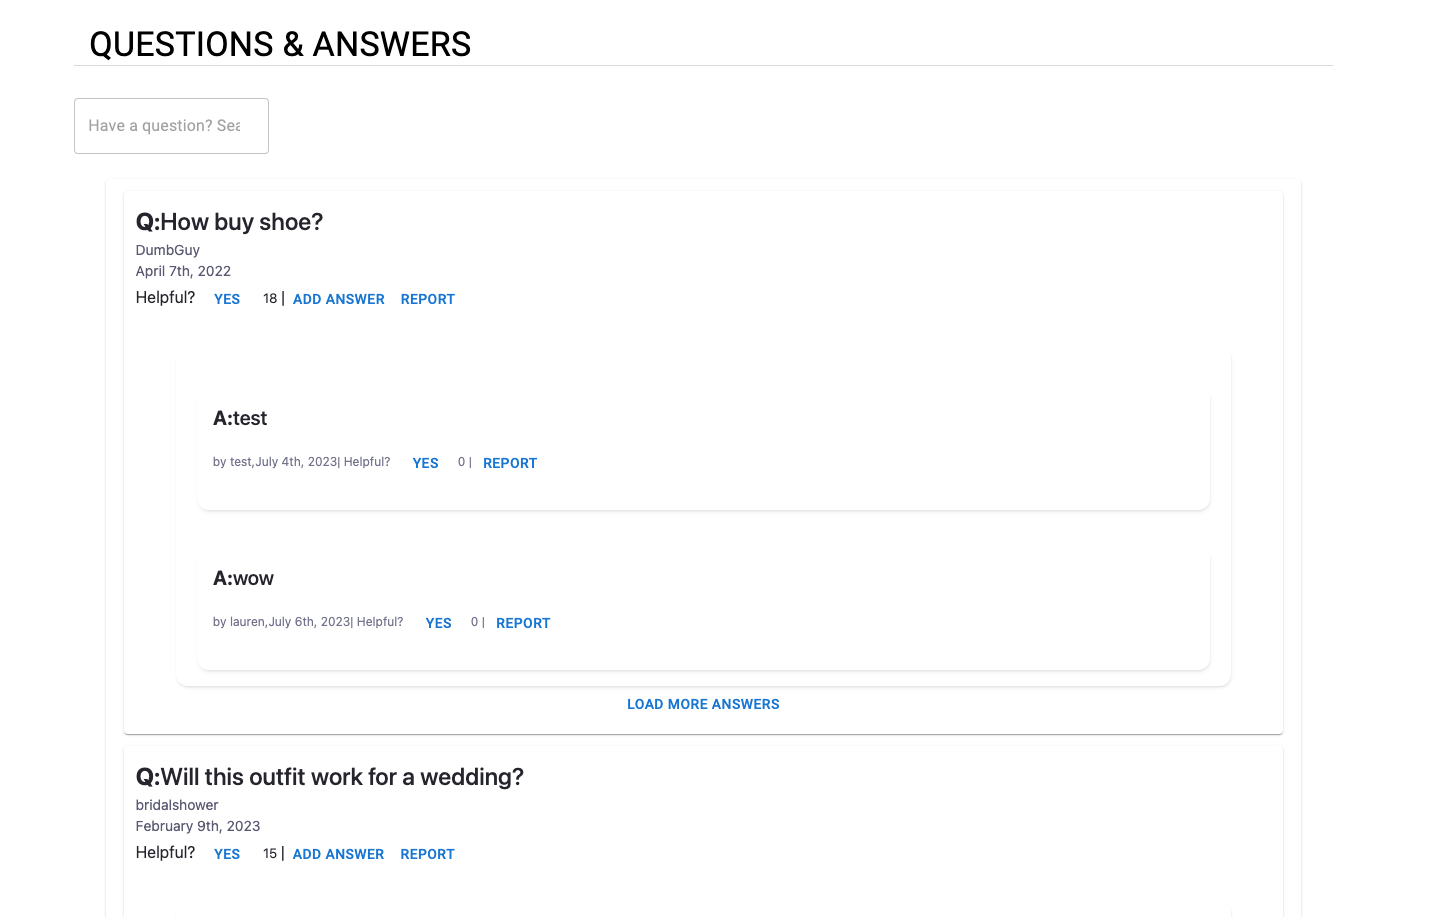 QUESTIONS & ANSWERS
Have a question? Sea
Q:How buy shoe?
DumbGuy
April 7th, 2022
Helpful? YES 18 | ADD ANSWER REPORT
A:test
by test,July 4th, 2023| Helpful? YES 0 | REPORT
A:wow
by lauren,July 6th, 2023| Helpful? YES 0 | REPORT
LOAD MORE ANSWERS
Q:Will this outfit work for a wedding?
bridalshower
February 9th, 2023
Helpful? YES 15 | ADD ANSWER REPORT